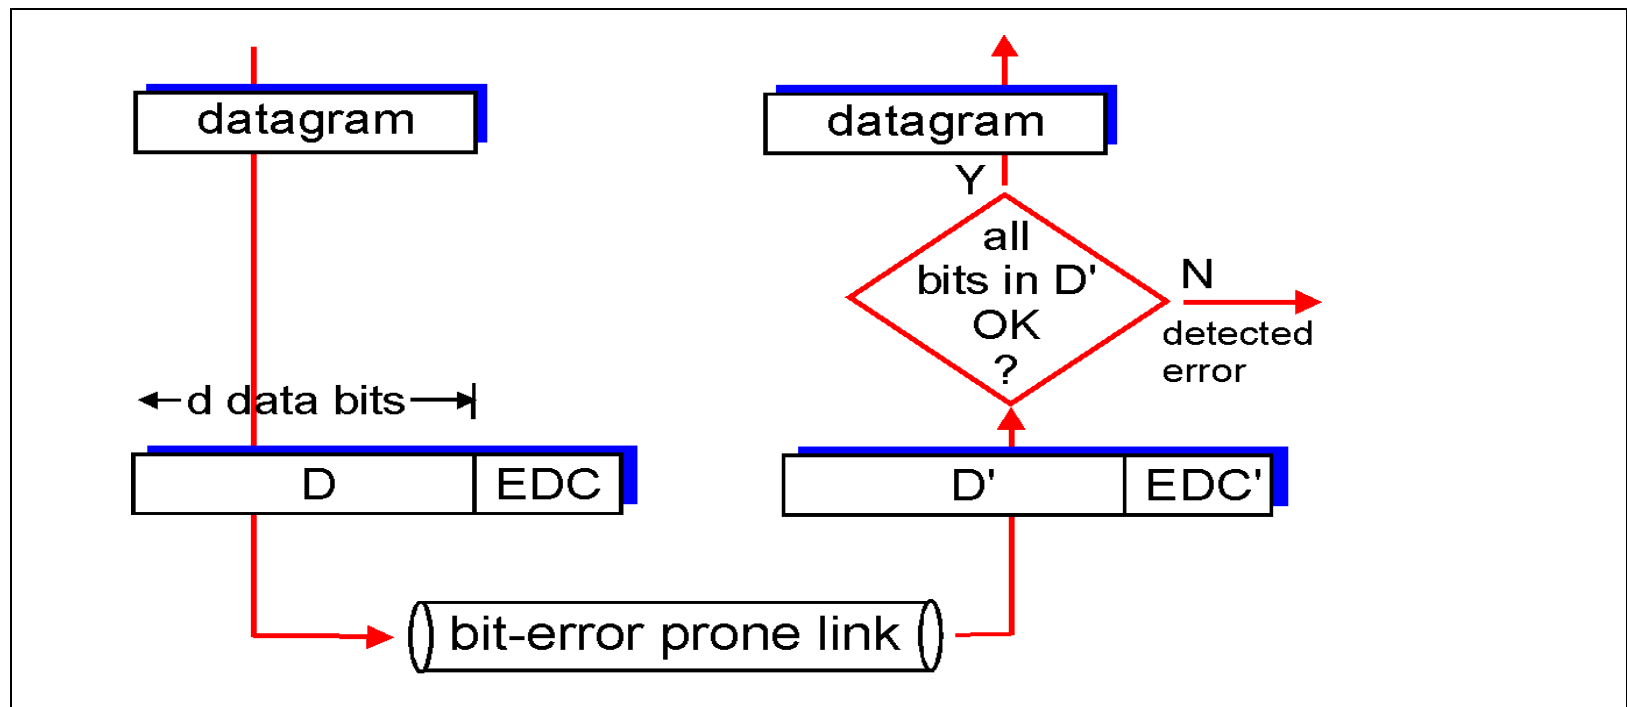 datagram
d data bits
D
EDC
bit-error prone link
datagram
Y
all
bits in D'
OK
?
N
detected
error
D'
EDC'